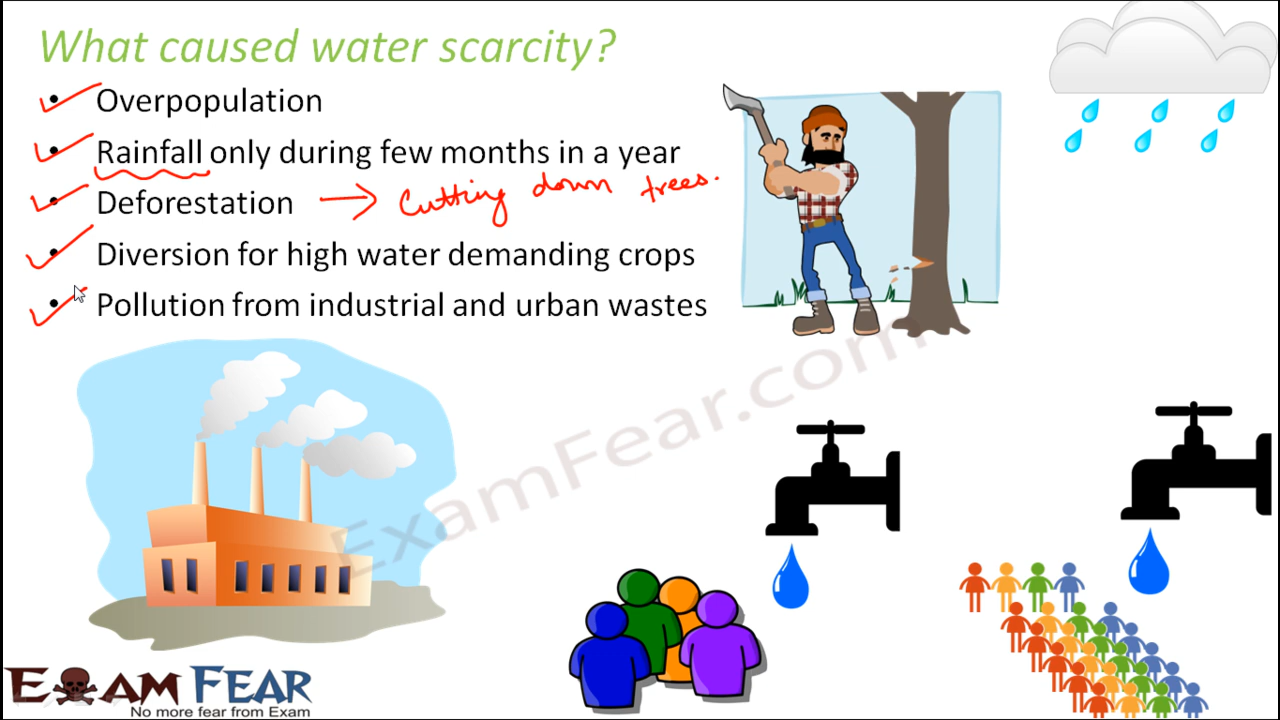 What caused water scarcity?
• Overpopulation
• Rainfall only during few months in a year
• Deforestation → Cutting down trees.
• Diversion for high water demanding crops
• Pollution from industrial and urban wastes
ExamFear.com
EXAM FEAR
No more fear from Exam